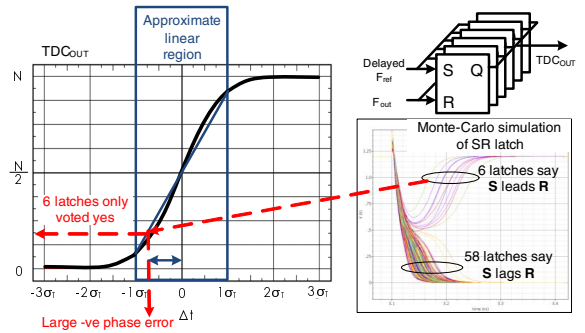 Approximate
linear
region
TDC_OUT
N
N
2
0
6 latches only
voted yes
-3σ_T -2σ_T -1σ_T 0 1σ_T 2σ_T 3σ_T
Δt
Large -ve phase error
Delayed
F_ref
F_out
S Q
R
TDC_OUT
Monte-Carlo simulation
of SR latch
6 latches say
S leads R
58 latches say
S lags R